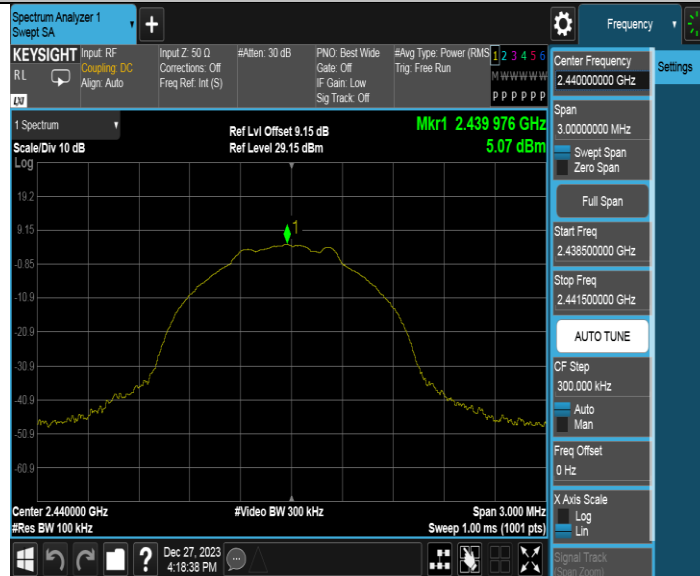 Spectrum Analyzer 1
Swept SA
Frequency
KEYSIGHT
RL
LXI
Input: RF
Coupling: DC
Align: Auto
Input Z: 50 Ω
Corrections: Off
Freq Ref: Int (S)
#Atten: 30 dB
PNO: Best Wide
Gate: Off
IF Gain: Low
Sig Track: Off
#Avg Type: Power (RMS
Trig: Free Run
1 2 3 4 5 6
M W W W W W
P P P P P P
1 Spectrum
Scale/Div 10 dB
Log
Ref Lvl Offset 9.15 dB
Ref Level 29.15 dBm
Mkr1 2.439 976 GHz
5.07 dBm
1
19.2
9.15
-0.85
-10.9
-20.9
-30.9
-40.9
-50.9
-60.9
Center 2.440000 GHz
#Res BW 100 kHz
#Video BW 300 kHz
Span 3.000 MHz
Sweep 1.00 ms (1001 pts)
Dec 27, 2023
4:18:38 PM
Center Frequency
2.440000000 GHz
Settings
Span
3.00000000 MHz
Swept Span
Zero Span
Full Span
Start Freq
2.438500000 GHz
Stop Freq
2.441500000 GHz
AUTO TUNE
CF Step
300.000 kHz
Auto
Man
Freq Offset
0 Hz
X Axis Scale
Log
Lin
Signal Track
(Span Zoom)